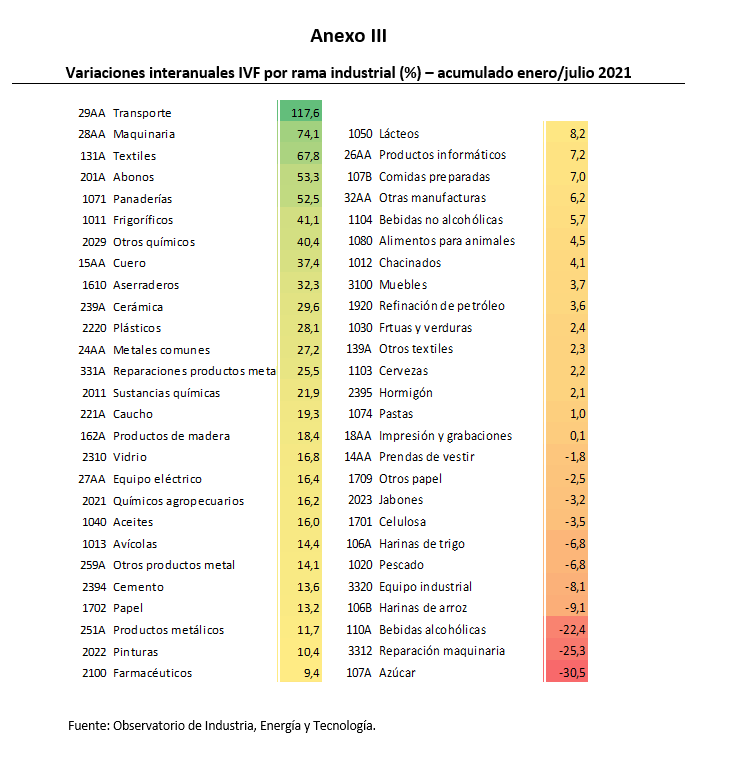 Anexo III
Variaciones interanuales IVF por rama industrial (%) – acumulado enero/julio 2021
29AA Transporte 117,6
28AA Maquinaria 74,1
131A Textiles 67,8
201A Abonos 53,3
1071 Panaderías 52,5
1011 Frigoríficos 41,1
2029 Otros químicos 40,4
15AA Cuero 37,4
1610 Aserraderos 32,3
239A Cerámica 29,6
2220 Plásticos 28,1
24AA Metales comunes 27,2
331A Reparaciones productos meta 25,5
2011 Sustancias químicas 21,9
221A Caucho 19,3
162A Productos de madera 18,4
2310 Vidrio 16,8
27AA Equipo eléctrico 16,4
2021 Químicos agropecuarios 16,2
1040 Aceites 16,0
1013 Avícolas 14,4
259A Otros productos metal 14,1
2394 Cemento 13,6
1702 Papel 13,2
251A Productos metálicos 11,7
2022 Pinturas 10,4
2100 Farmacéuticos 9,4
1050 Lácteos 8,2
26AA Productos informáticos 7,2
107B Comidas preparadas 7,0
32AA Otras manufacturas 6,2
1104 Bebidas no alcohólicas 5,7
1080 Alimentos para animales 4,5
1012 Chacinados 4,1
3100 Muebles 3,7
1920 Refinación de petróleo 3,6
1030 Frtuas y verduras 2,4
139A Otros textiles 2,3
1103 Cervezas 2,2
2395 Hormigón 2,1
1074 Pastas 1,0
18AA Impresión y grabaciones 0,1
14AA Prendas de vestir -1,8
1709 Otros papel -2,5
2023 Jabones -3,2
1701 Celulosa -3,5
106A Harinas de trigo -6,8
1020 Pescado -6,8
3320 Equipo industrial -8,1
106B Harinas de arroz -9,1
110A Bebidas alcohólicas -22,4
3312 Reparación maquinaria -25,3
107A Azúcar -30,5
Fuente: Observatorio de Industria, Energía y Tecnología.